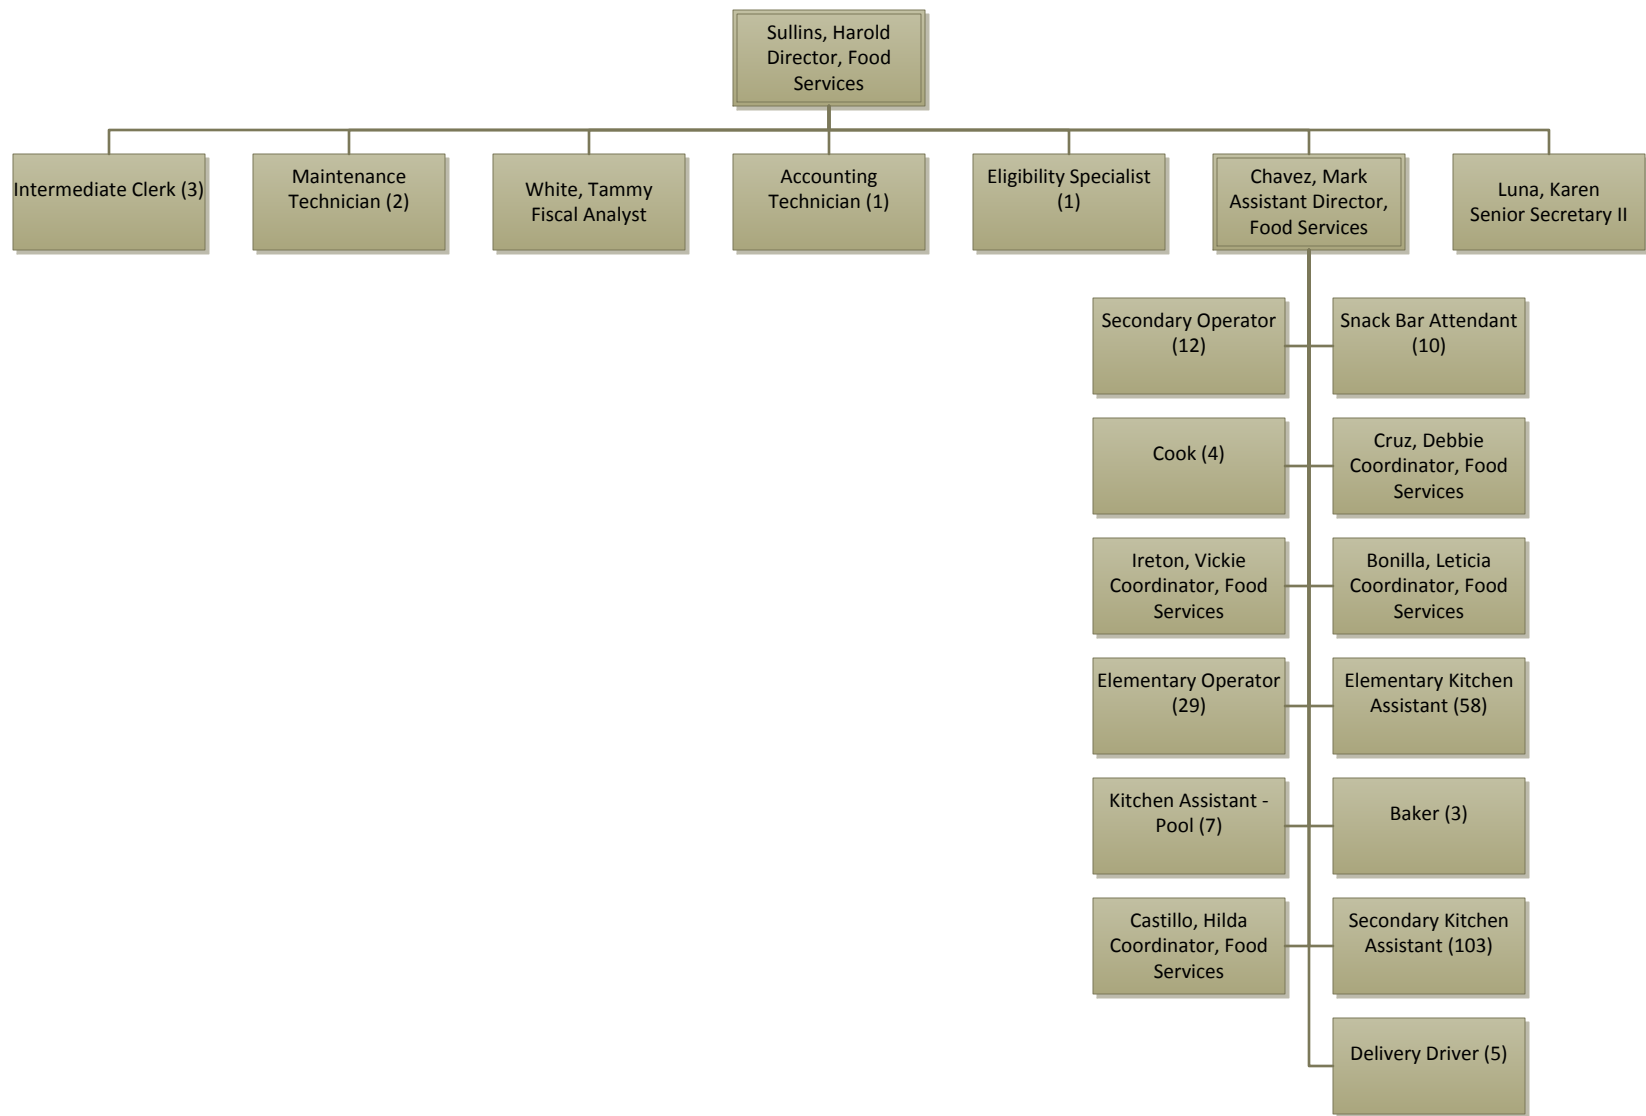 Sullins, Harold
Director, Food
Services
Intermediate Clerk (3)
Maintenance
Technician (2)
White, Tammy
Fiscal Analyst
Accounting
Technician (1)
Eligibility Specialist
(1)
Chavez, Mark
Assistant Director,
Food Services
Luna, Karen
Senior Secretary II
Secondary Operator
(12)
Snack Bar Attendant
(10)
Cook (4)
Cruz, Debbie
Coordinator, Food
Services
Ireton, Vickie
Coordinator, Food
Services
Bonilla, Leticia
Coordinator, Food
Services
Elementary Operator
(29)
Elementary Kitchen
Assistant (58)
Kitchen Assistant -
Pool (7)
Baker (3)
Castillo, Hilda
Coordinator, Food
Services
Secondary Kitchen
Assistant (103)
Delivery Driver (5)